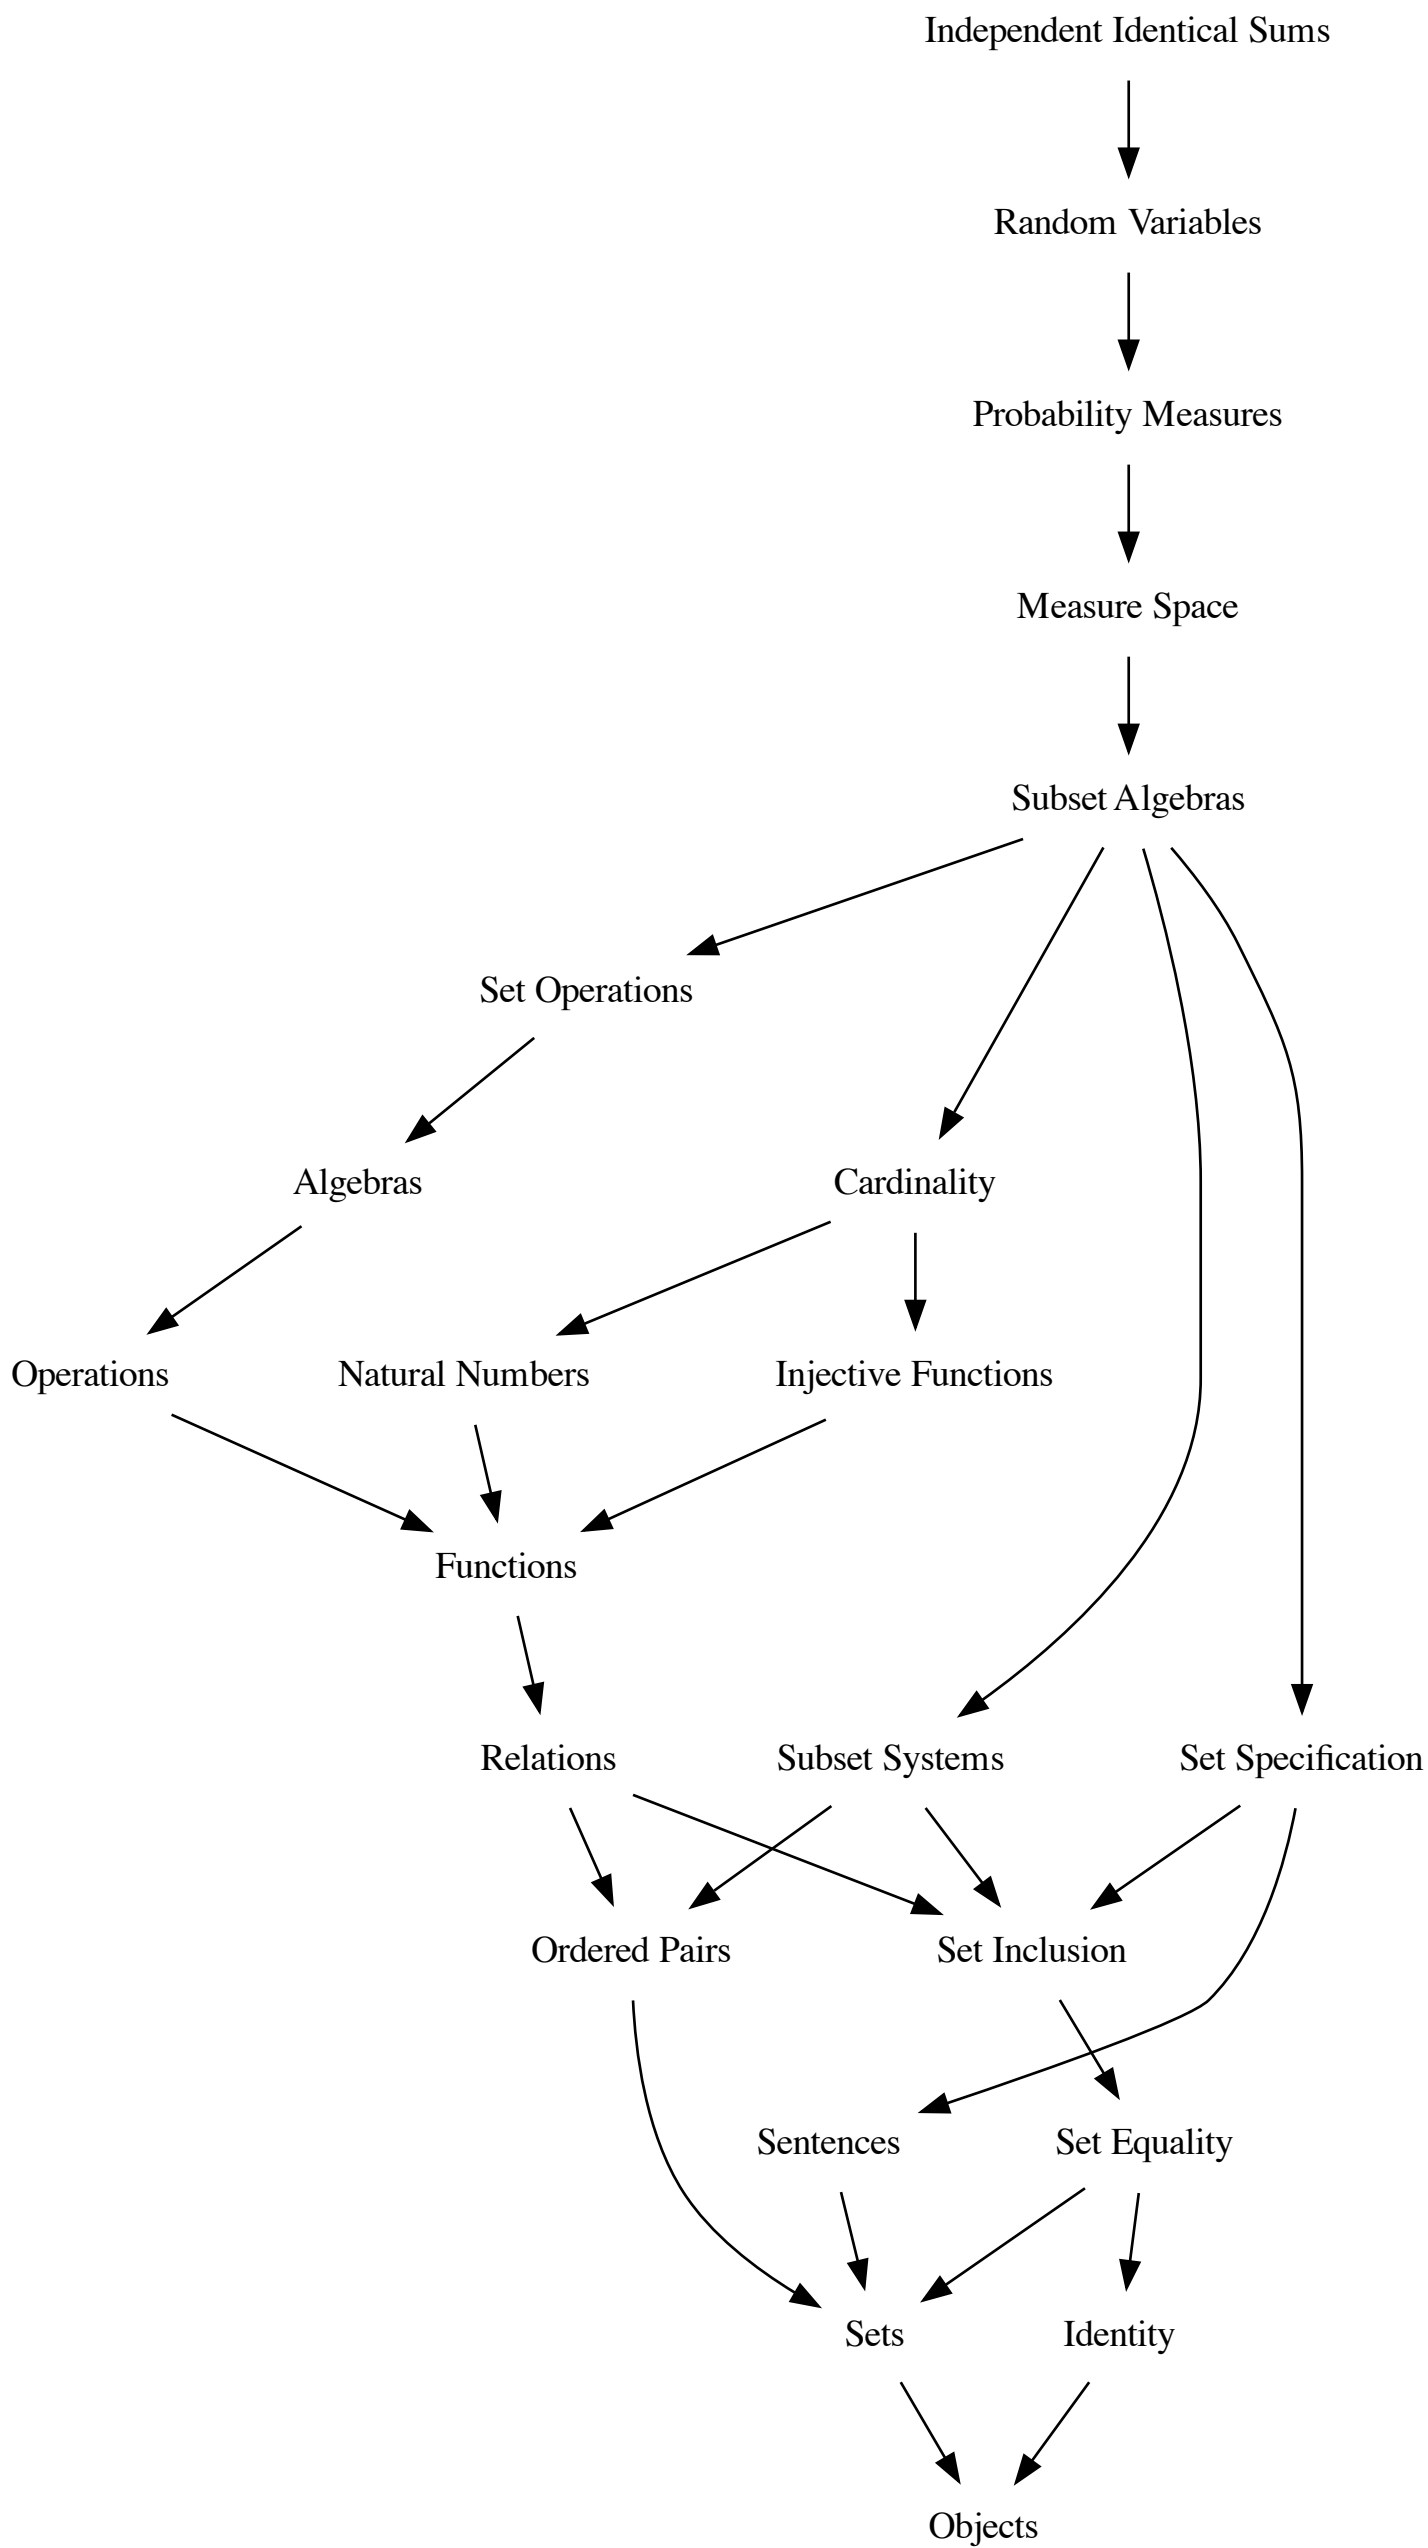 Independent Identical Sums
Random Variables
Probability Measures
Measure Space
Subset Algebras
Set Operations
Algebras
Cardinality
Operations
Natural Numbers
Injective Functions
Functions
Relations
Subset Systems
Set Specification
Ordered Pairs
Set Inclusion
Sentences
Set Equality
Sets
Identity
Objects